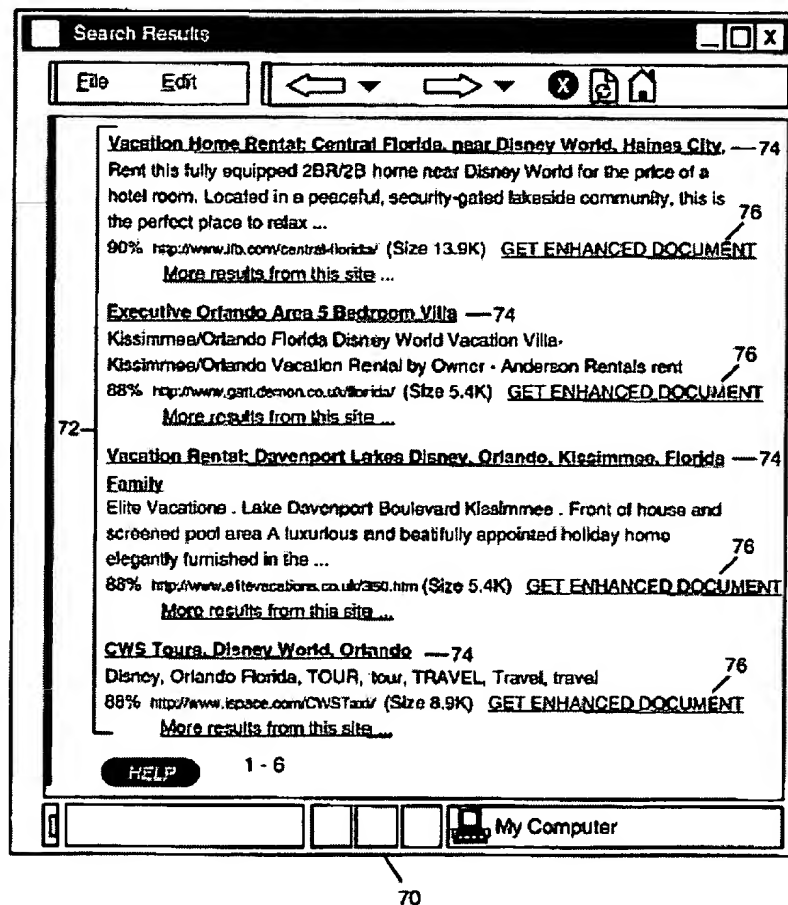 Search Results
X
File Edit
X
Vacation Home Rental: Central Florida, near Disney World, Haines City, 74
Rent this fully equipped 2BR/2B home near Disney World for the price of a
hotel room. Located in a peaceful, security-gated lakeside community, this is
the perfect place to relax ...
76
90% (Size 13.9K) GET ENHANCED DOCUMENT
More results from this site ...
Executive Orlando Area 5 Bedroom Villa 74
Kissimmee/Orlando Florida Disney World Vacation Villa-
Kissimmee/Orlando Vacation Rental by Owner - Anderson Rentals rent
76
88% (Size 5.4K) GET ENHANCED DOCUMENT
More results from this site ...
72
Vacation Rental: Davenport Lakes Disney, Orlando, Kissimmee, Florida 74
Family
Elite Vacations . Lake Davenport Boulevard Kissimmee . Front of house and
screened pool area A luxurious and beatifully appointed holiday home
elegantly furnished in the ...
76
88% http://www.elitevacations.co.uk/350.htm (Size 5.4K) GET ENHANCED DOCUMENT
More results from this site ...
CWS Tours, Disney World, Orlando 74
Disney, Orlando Florida, TOUR, tour, TRAVEL, Travel, travel
76
88% (Size 8.9K) GET ENHANCED DOCUMENT
More results from this site ...
HELP 1 - 6
My Computer
70